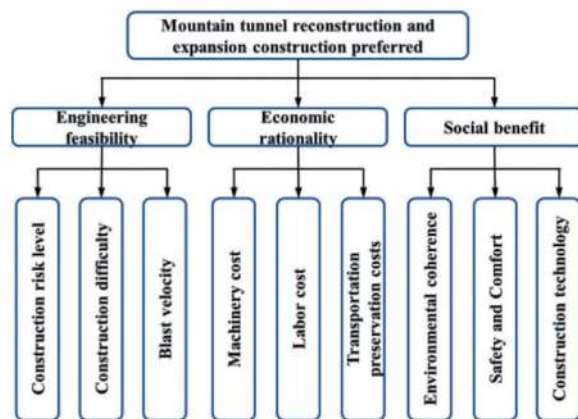 Mountain tunnel reconstruction and
expansion construction preferred
Engineering
feasibility
Economic
rationality
Social benefit
Construction risk level
Construction difficulty
Blast velocity
Machinery cost
Labor cost
Transportation
preservation costs
Environmental coherence
Safety and Comfort
Construction technology